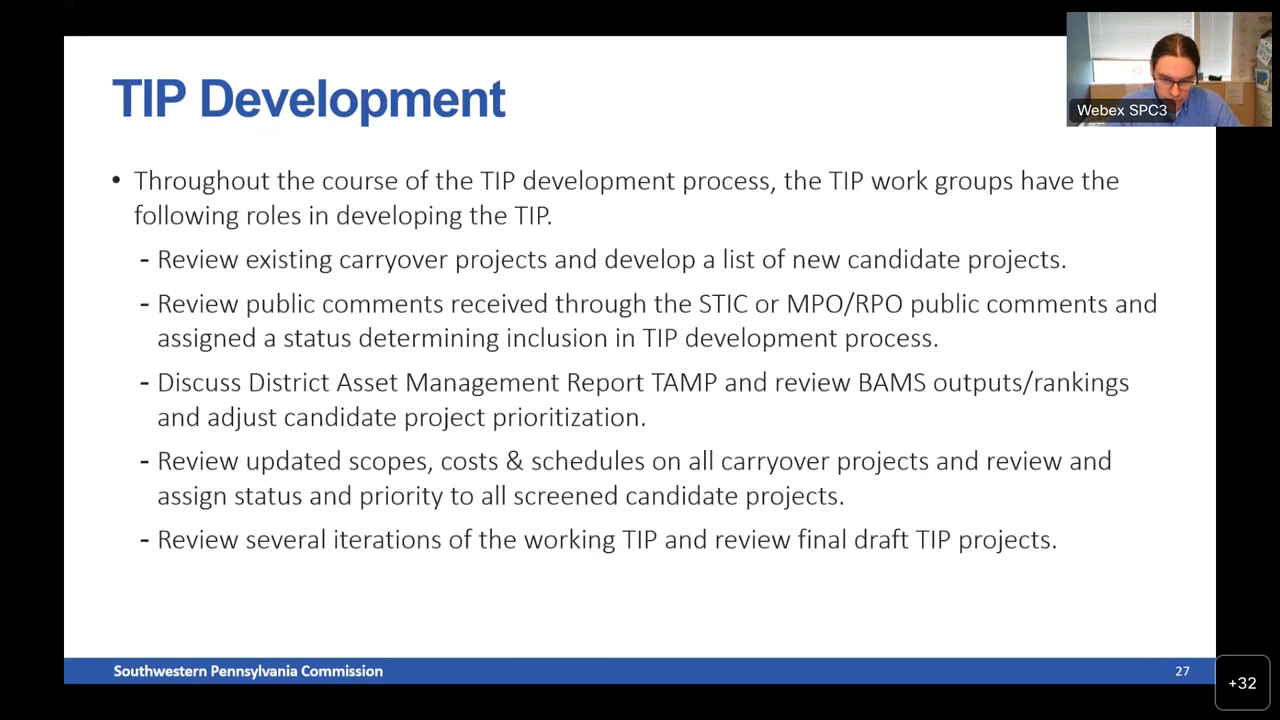 TIP Development
Webex SPC3
• Throughout the course of the TIP development process, the TIP work groups have the
following roles in developing the TIP.
- Review existing carryover projects and develop a list of new candidate projects.
- Review public comments received through the STIC or MPO/RPO public comments and
assigned a status determining inclusion in TIP development process.
- Discuss District Asset Management Report TAMP and review BAMS outputs/rankings
and adjust candidate project prioritization.
- Review updated scopes, costs & schedules on all carryover projects and review and
assign status and priority to all screened candidate projects.
- Review several iterations of the working TIP and review final draft TIP projects.
Southwestern Pennsylvania Commission
27
+32